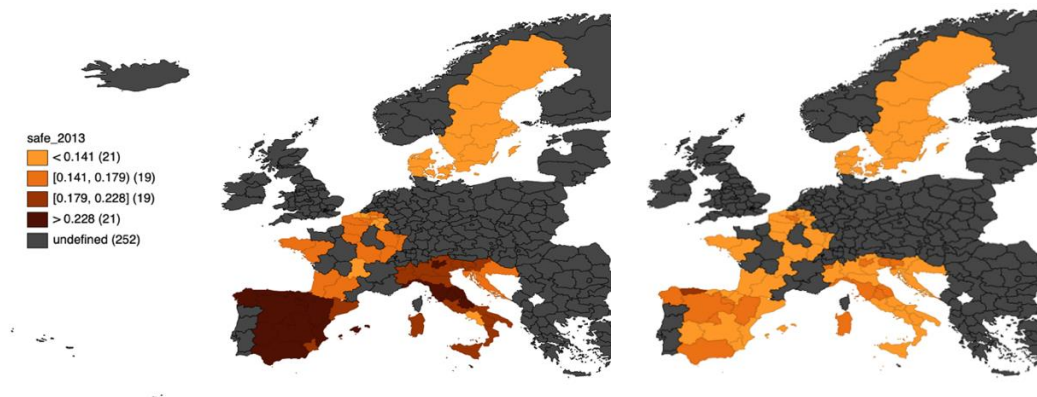 safe_2013
< 0.141 (21)
[0.141, 0.179) (19)
[0.179, 0.228] (19)
> 0.228 (21)
undefined (252)